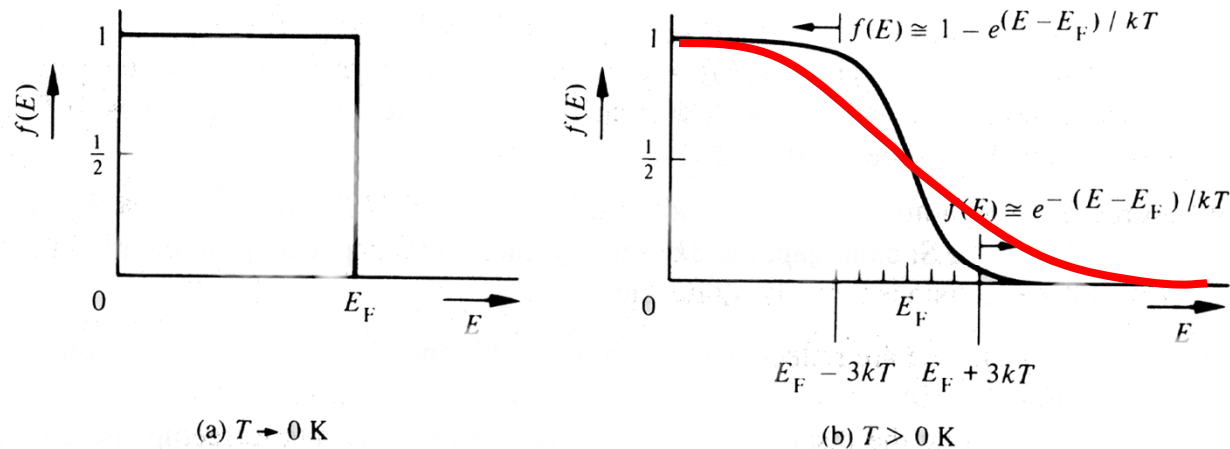 1
f(E)
1/2
0
E_F
E
(a) T → 0 K
f(E) ≅ 1 − e^(E − E_F) / kT
1
f(E)
1/2
f(E) ≅ e^− (E − E_F) / kT
0
E_F
E
E_F − 3kT E_F + 3kT
(b) T > 0 K